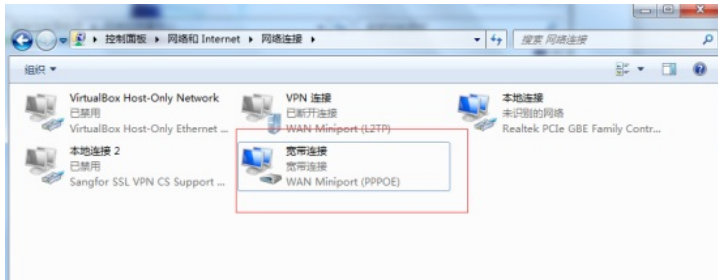 控制面板 ▸ 网络和 Internet ▸ 网络连接 ▸
搜索 网络连接
组织 ▾
VirtualBox Host-Only Network
已禁用
VirtualBox Host-Only Ethernet ...
VPN 连接
已断开连接
WAN Miniport (L2TP)
本地连接
未识别的网络
Realtek PCIe GBE Family Contr...
本地连接 2
已禁用
Sangfor SSL VPN CS Support ...
宽带连接
宽带连接
WAN Miniport (PPPOE)